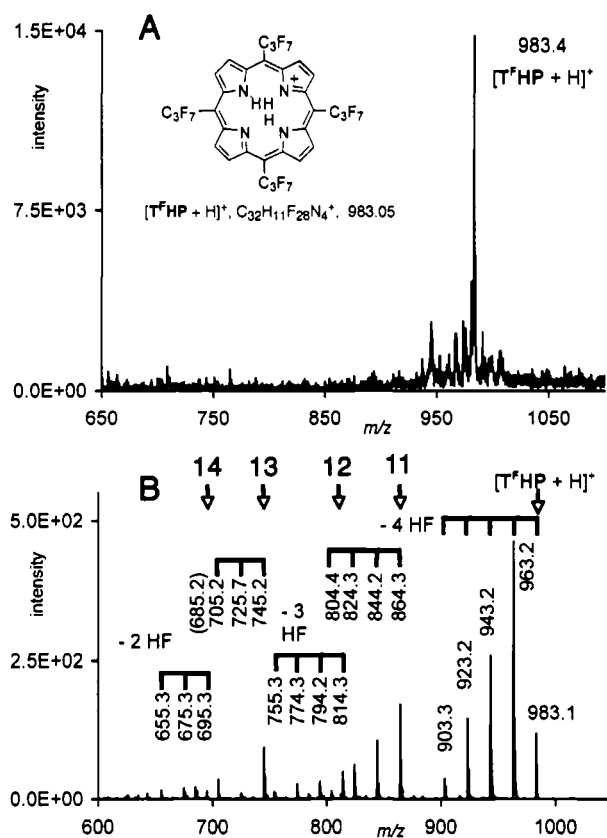 A
1.5E+04
7.5E+03
0.0E+00
intensity
C3F7
C3F7
C3F7
C3F7
N
N
N
N
HH
H
+
[TᶠHP + H]⁺, C32H11F28N4⁺, 983.05
983.4
[TᶠHP + H]⁺
650
750
850
950
1050
m/z
B
14
13
12
11
[TᶠHP + H]⁺
5.0E+02
2.5E+02
0.0E+00
intensity
- 4 HF
- 3
HF
- 2 HF
(685.2)
705.2
725.7
745.2
804.4
824.3
844.2
864.3
655.3
675.3
695.3
755.3
774.3
794.2
814.3
903.3
923.2
943.2
963.2
983.1
600
700
800
900
1000
m/z